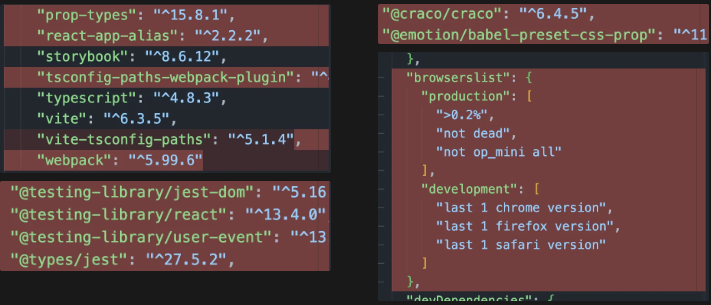 "prop-types": "^15.8.1",
"react-app-alias": "^2.2.2",
"storybook": "^8.6.12",
"tsconfig-paths-webpack-plugin": "^
"typescript": "^4.8.3",
"vite": "^6.3.5",
"vite-tsconfig-paths": "^5.1.4",
"webpack": "^5.99.6"
"@testing-library/jest-dom": "^5.16
"@testing-library/react": "^13.4.0"
"@testing-library/user-event": "^13
"@types/jest": "^27.5.2",
"@craco/craco": "^6.4.5",
"@emotion/babel-preset-css-prop": "^11
},
"browserslist": {
"production": [
">0.2%",
"not dead",
"not op_mini all"
],
"development": [
"last 1 chrome version",
"last 1 firefox version",
"last 1 safari version"
]
},
"devDependencies": {